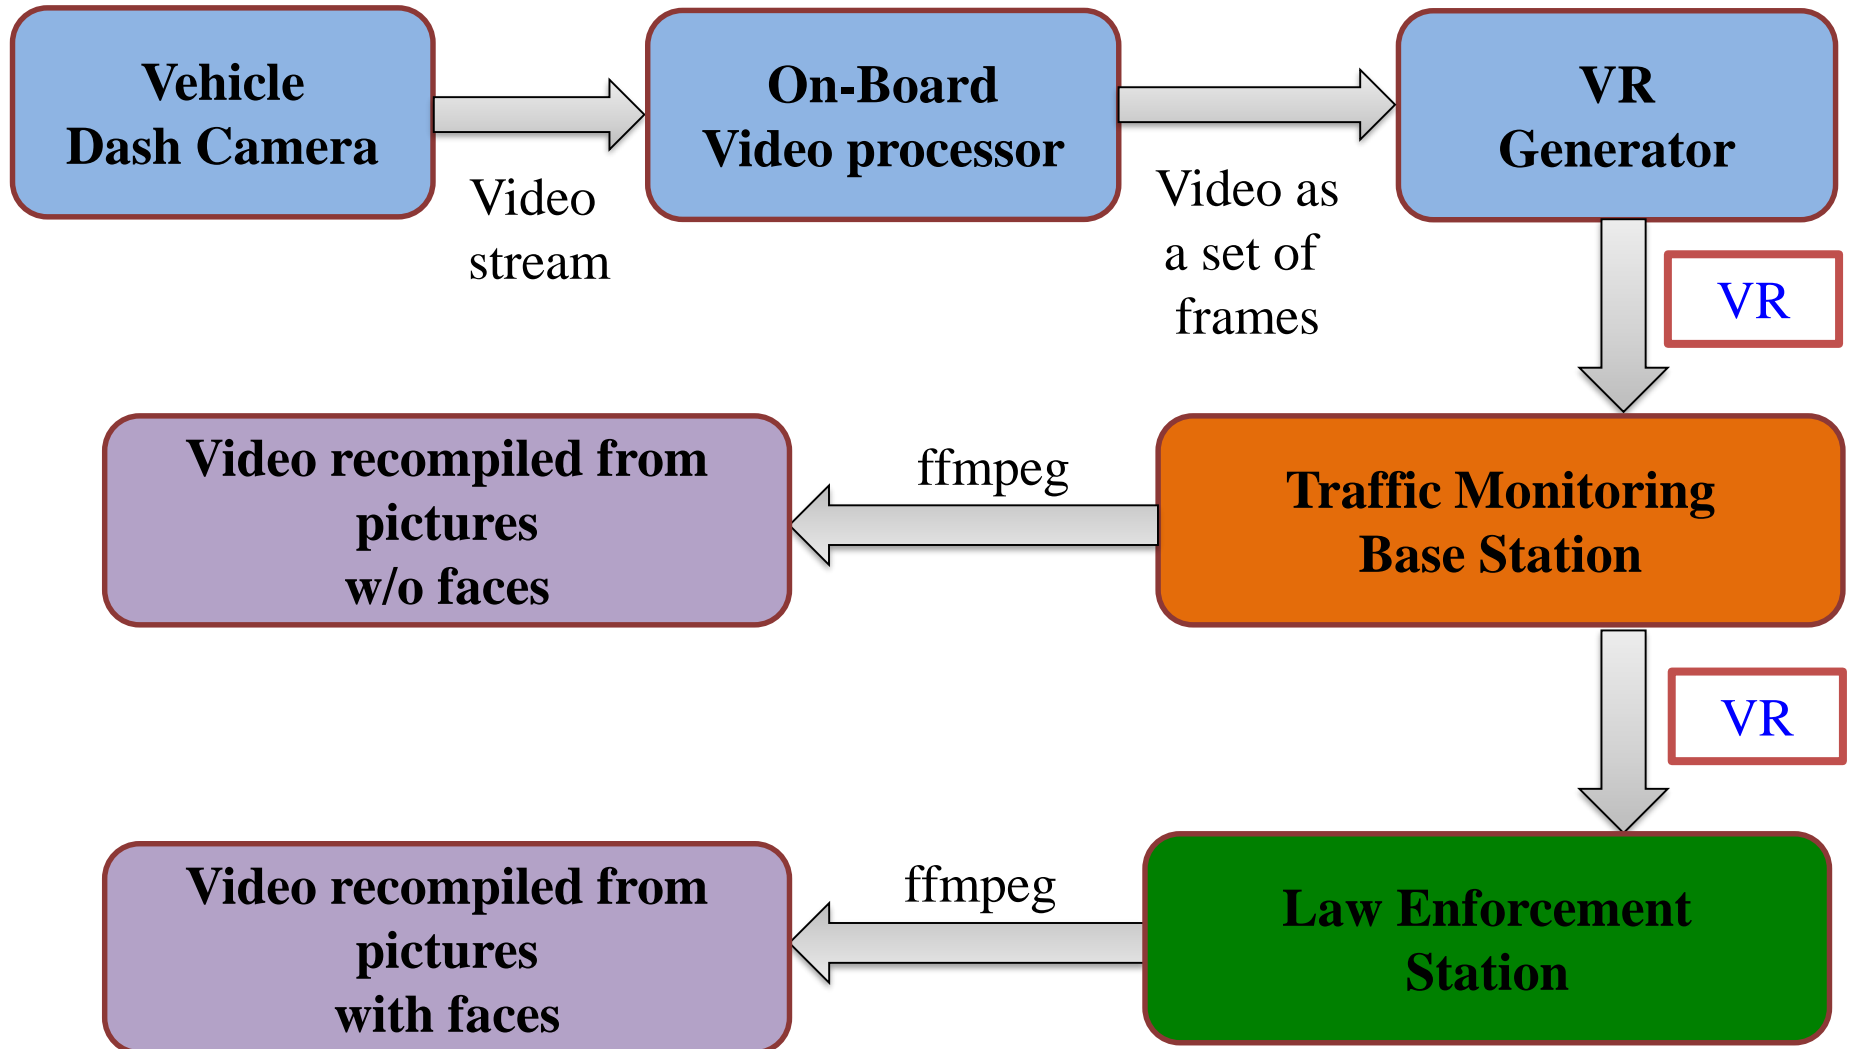 Vehicle
Dash Camera
Video
stream
On-Board
Video processor
Video as
a set of
frames
VR
Generator
VR
Traffic Monitoring
Base Station
ffmpeg
Video recompiled from
pictures
w/o faces
VR
Law Enforcement
Station
ffmpeg
Video recompiled from
pictures
with faces